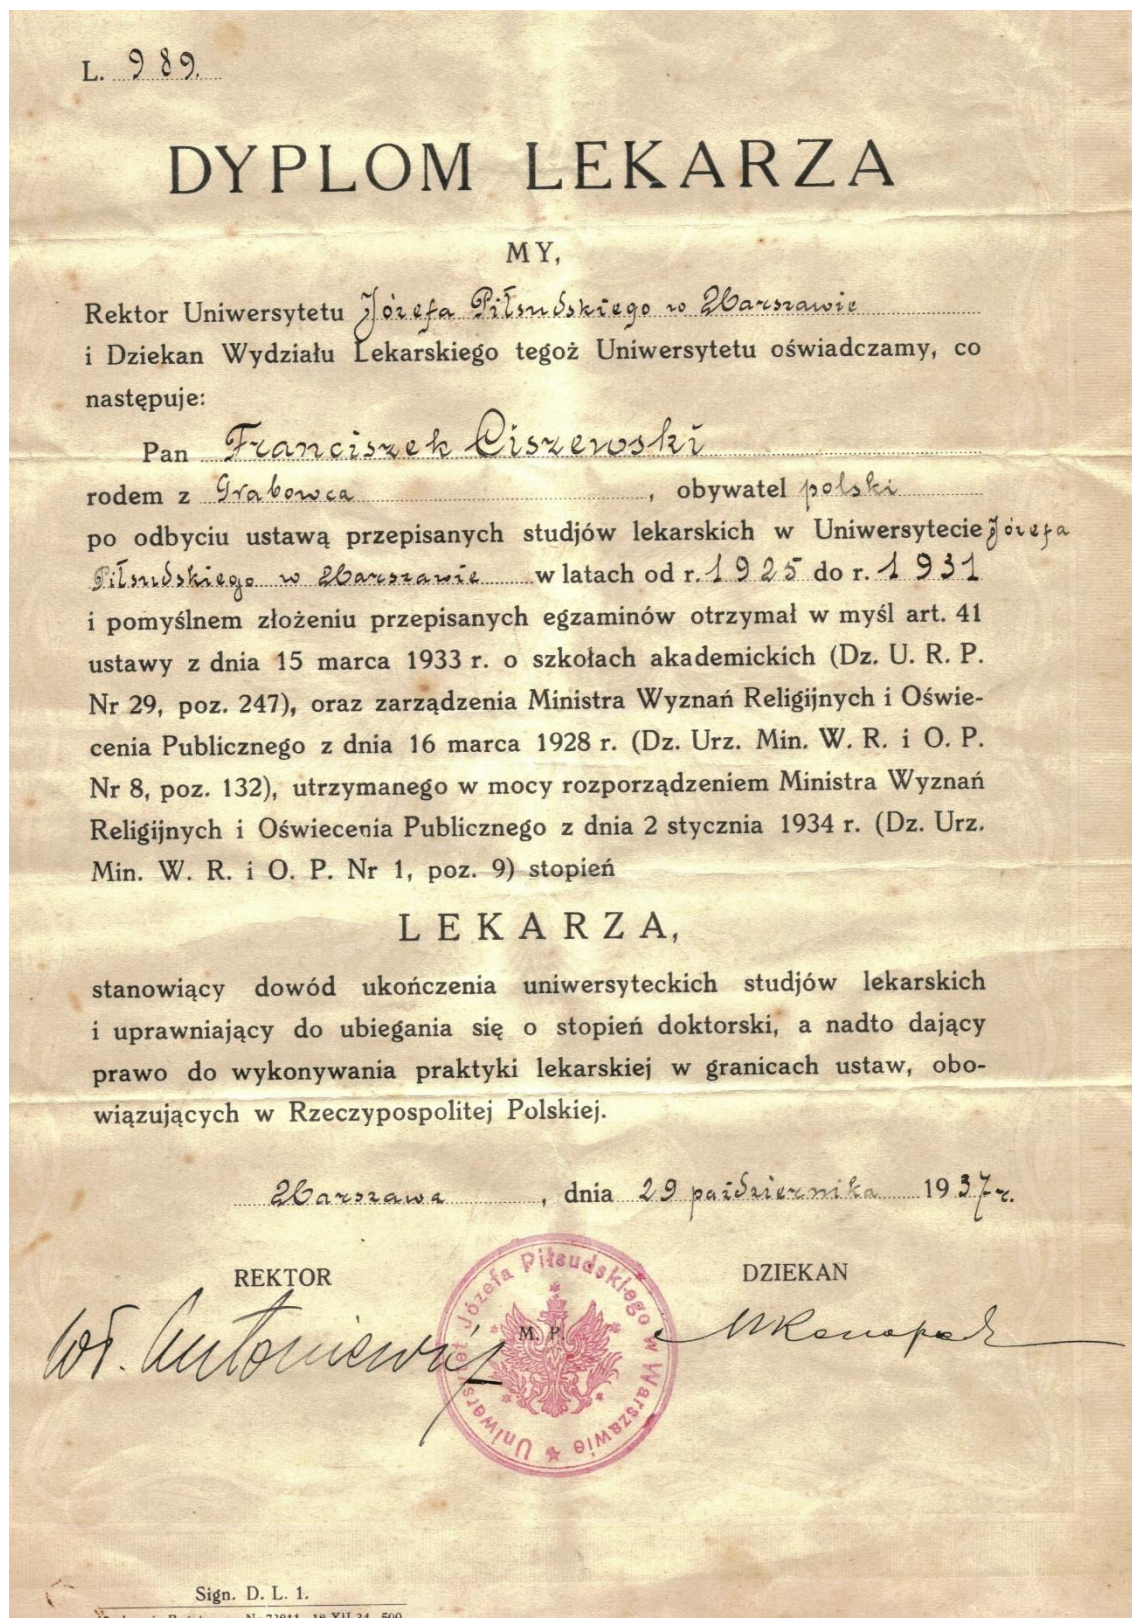 L. 989.
DYPLOM LEKARZA
MY,
Rektor Uniwersytetu Józefa Piłsudskiego w Warszawie
i Dziekan Wydziału Lekarskiego tegoż Uniwersytetu oświadczamy, co
następuje:
Pan Franciszek Ciszewski
rodem z Grabowca, obywatel polski
po odbyciu ustawą przepisanych studjów lekarskich w Uniwersytecie Józefa
Piłsudskiego w Warszawie w latach od r. 1925 do r. 1931
i pomyślnem złożeniu przepisanych egzaminów otrzymał w myśl art. 41
ustawy z dnia 15 marca 1933 r. o szkołach akademickich (Dz. U. R. P.
Nr 29, poz. 247), oraz zarządzenia Ministra Wyznań Religijnych i Oświe-
cenia Publicznego z dnia 16 marca 1928 r. (Dz. Urz. Min. W. R. i O. P.
Nr 8, poz. 132), utrzymanego w mocy rozporządzeniem Ministra Wyznań
Religijnych i Oświecenia Publicznego z dnia 2 stycznia 1934 r. (Dz. Urz.
Min. W. R. i O. P. Nr 1, poz. 9) stopień
LEKARZA,
stanowiący dowód ukończenia uniwersyteckich studjów lekarskich
i uprawniający do ubiegania się o stopień doktorski, a nadto dający
prawo do wykonywania praktyki lekarskiej w granicach ustaw, obo-
wiązujących w Rzeczypospolitej Polskiej.
Warszawa, dnia 29 października 1937 r.
REKTOR DZIEKAN
Wł. Antoniewicz M. P.
Uniwersytet Józefa Piłsudskiego w Warszawie
Sign. D. L. 1.